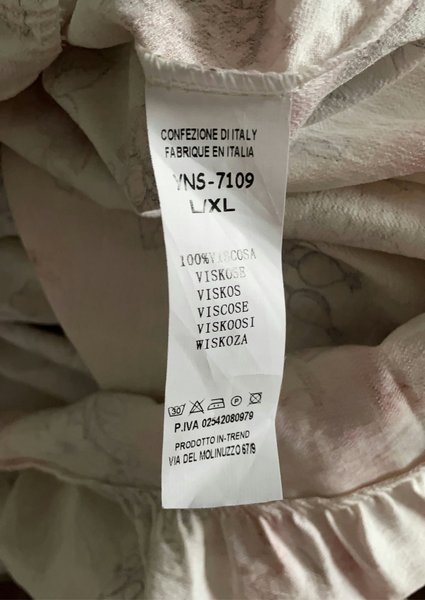 CONFEZIONE DI ITALY
FABRIQUE EN ITALIA
YNS-7109
L/XL
100%VISCOSA
VISKOSE
VISKOS
VISCOSE
VISKOOSI
WISKOZA
30 P
P.IVA 02542080979
PRODOTTO IN-TREND
VIA DEL MOLINUZZO 67/9